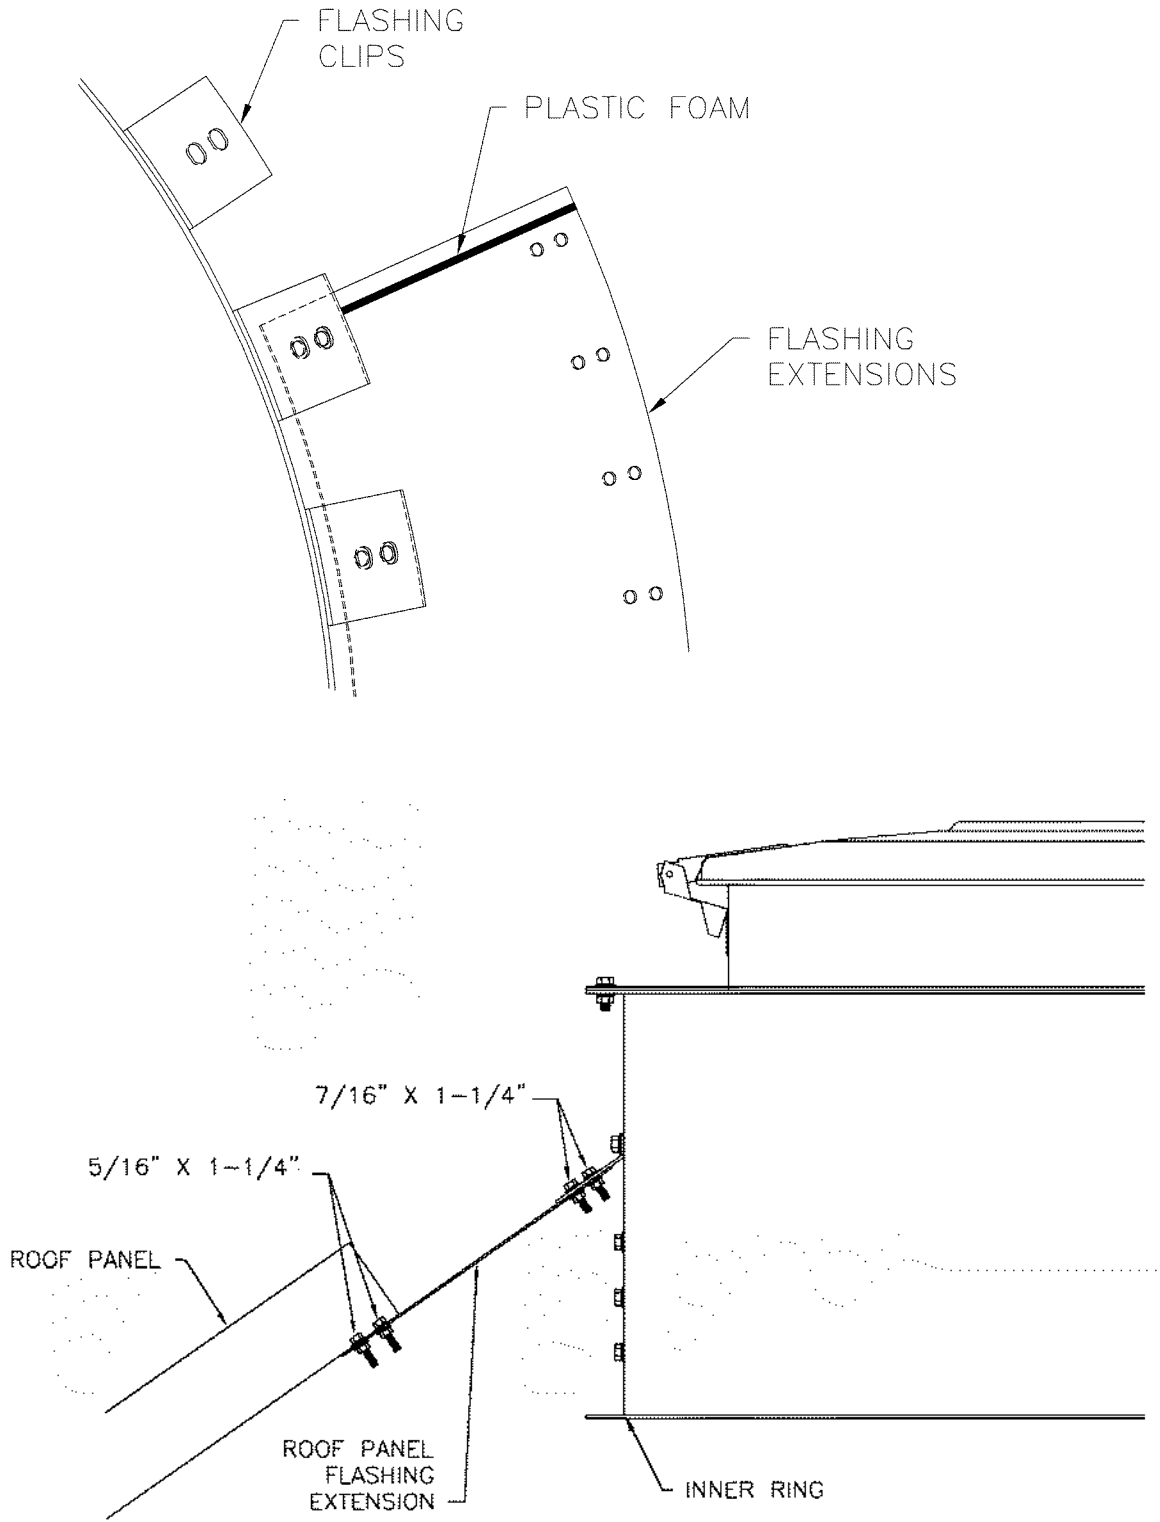 FLASHING
CLIPS
PLASTIC FOAM
FLASHING
EXTENSIONS
7/16" X 1-1/4"
5/16" X 1-1/4"
ROOF PANEL
ROOF PANEL
FLASHING
EXTENSION
INNER RING